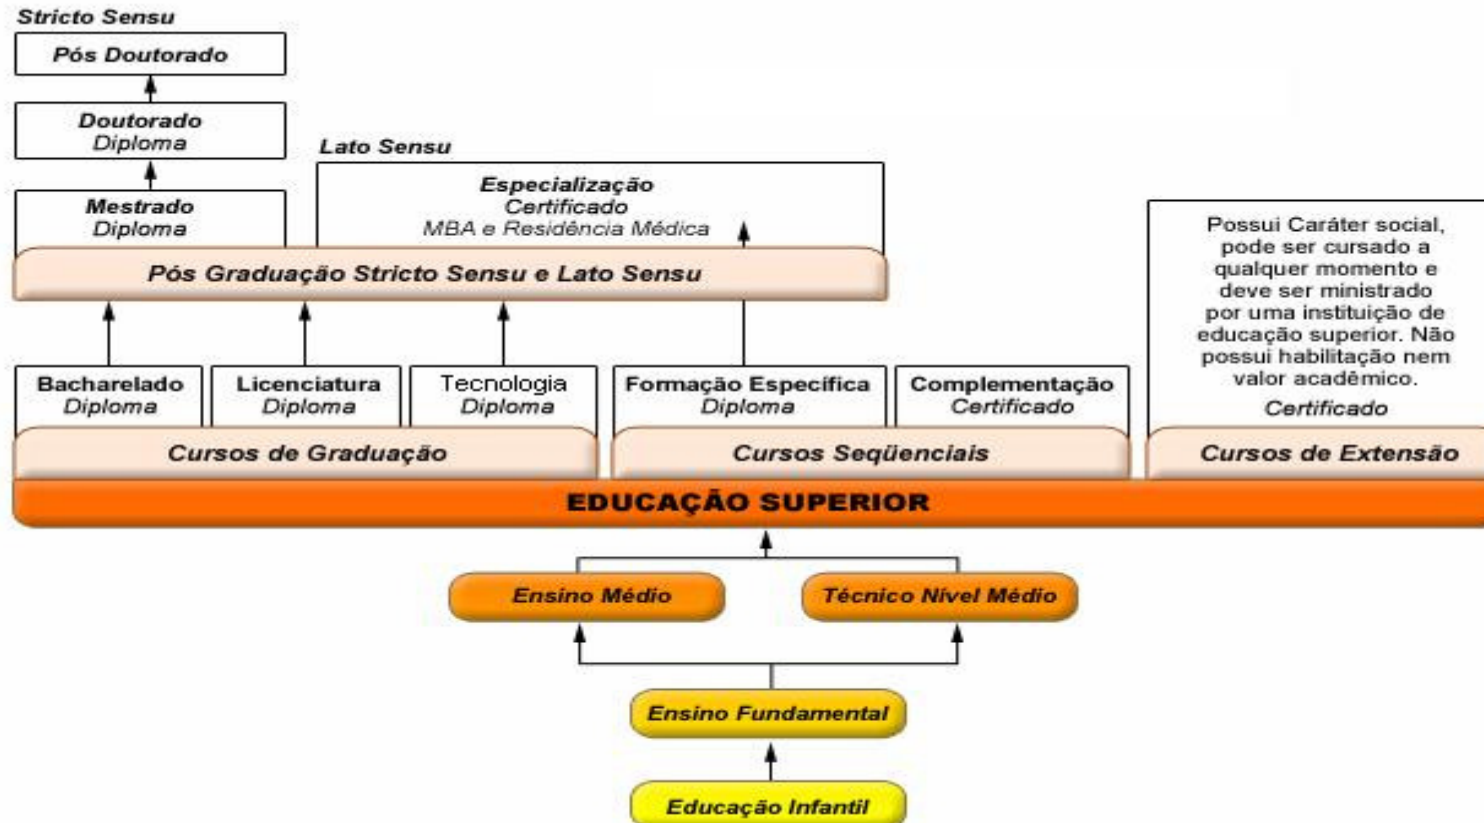 Stricto Sensu
Pós Doutorado
Doutorado
Diploma
Mestrado
Diploma
Lato Sensu
Especialização
Certificado
MBA e Residência Médica
Pós Graduação Stricto Sensu e Lato Sensu
Possui Caráter social,
pode ser cursado a
qualquer momento e
deve ser ministrado
por uma instituição de
educação superior. Não
possui habilitação nem
valor acadêmico.
Certificado
Bacharelado
Diploma
Licenciatura
Diploma
Tecnologia
Diploma
Formação Específica
Diploma
Complementação
Certificado
Cursos de Graduação
Cursos Seqüenciais
Cursos de Extensão
EDUCAÇÃO SUPERIOR
Ensino Médio
Técnico Nível Médio
Ensino Fundamental
Educação Infantil